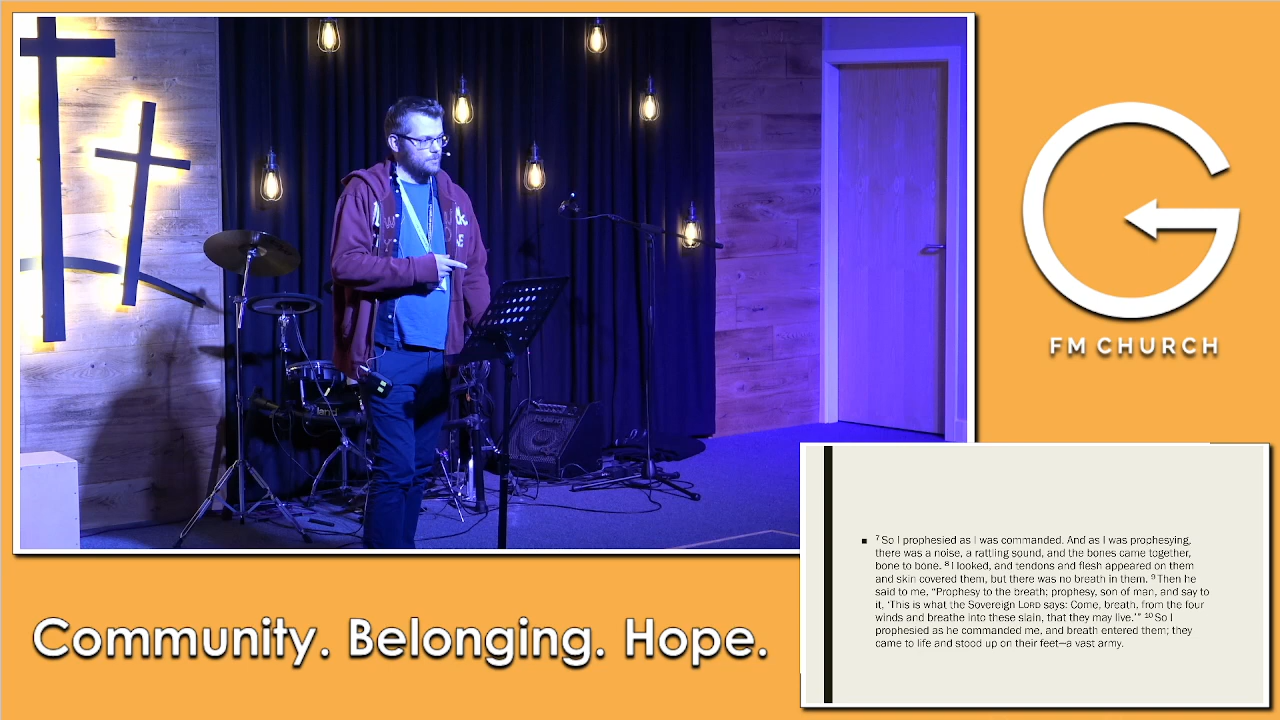 FM CHURCH
Roland
Roland
Community. Belonging. Hope.
■ ⁷ So I prophesied as I was commanded. And as I was prophesying,
there was a noise, a rattling sound, and the bones came together,
bone to bone. ⁸ I looked, and tendons and flesh appeared on them
and skin covered them, but there was no breath in them. ⁹ Then he
said to me, “Prophesy to the breath; prophesy, son of man, and say to
it, ‘This is what the Sovereign LORD says: Come, breath, from the four
winds and breathe into these slain, that they may live.’” ¹⁰ So I
prophesied as he commanded me, and breath entered them; they
came to life and stood up on their feet—a vast army.